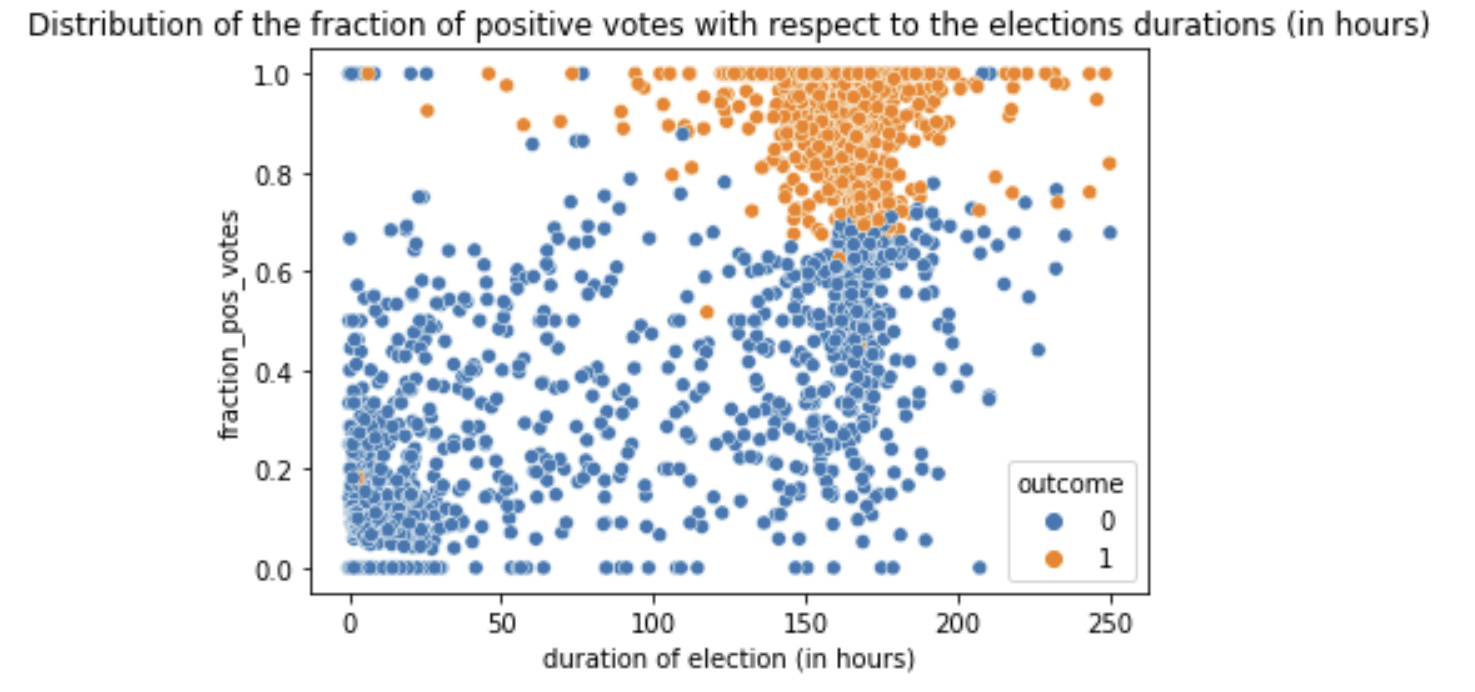 Distribution of the fraction of positive votes with respect to the elections durations (in hours)
1.0
0.8
0.6
0.4
0.2
0.0
fraction_pos_votes
0 50 100 150 200 250
duration of election (in hours)
outcome
0
1